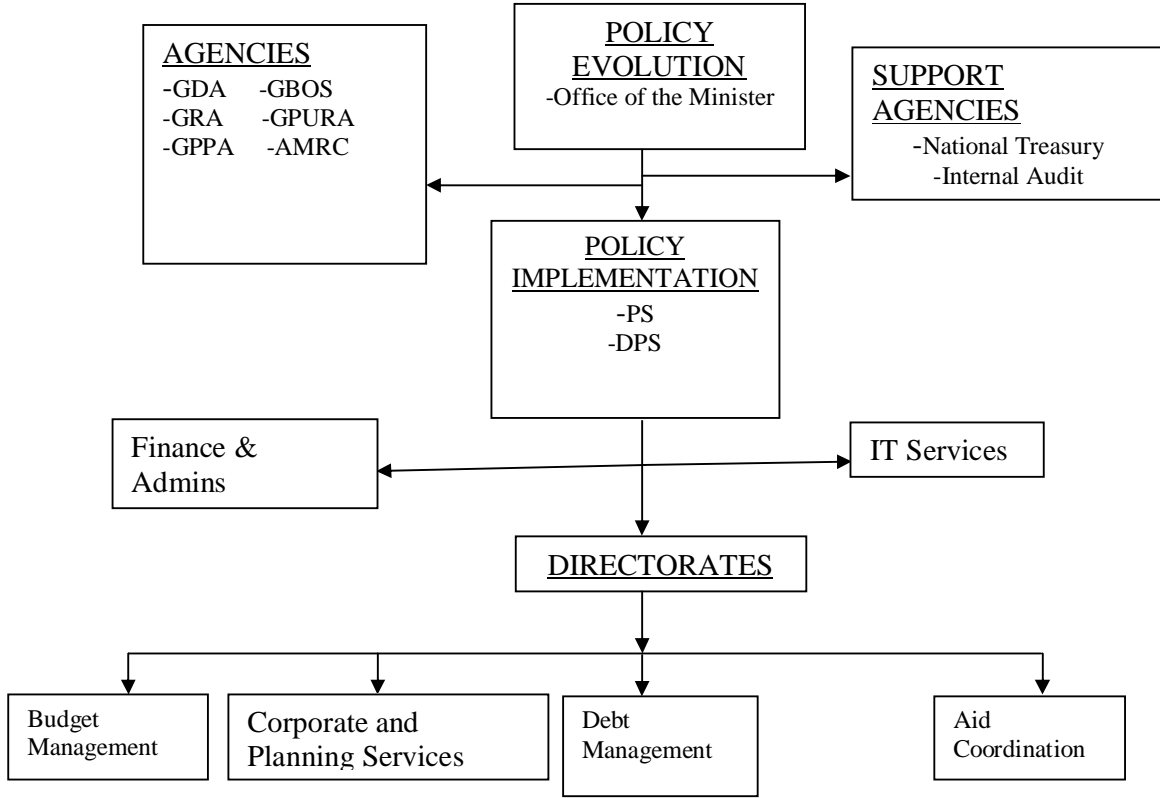 AGENCIES
-GDA -GBOS
-GRA -GPURA
-GPPA -AMRC
POLICY
EVOLUTION
-Office of the Minister
SUPPORT
AGENCIES
-National Treasury
-Internal Audit
POLICY
IMPLEMENTATION
-PS
-DPS
Finance &
Admins
IT Services
DIRECTORATES
Budget
Management
Corporate and
Planning Services
Debt
Management
Aid
Coordination